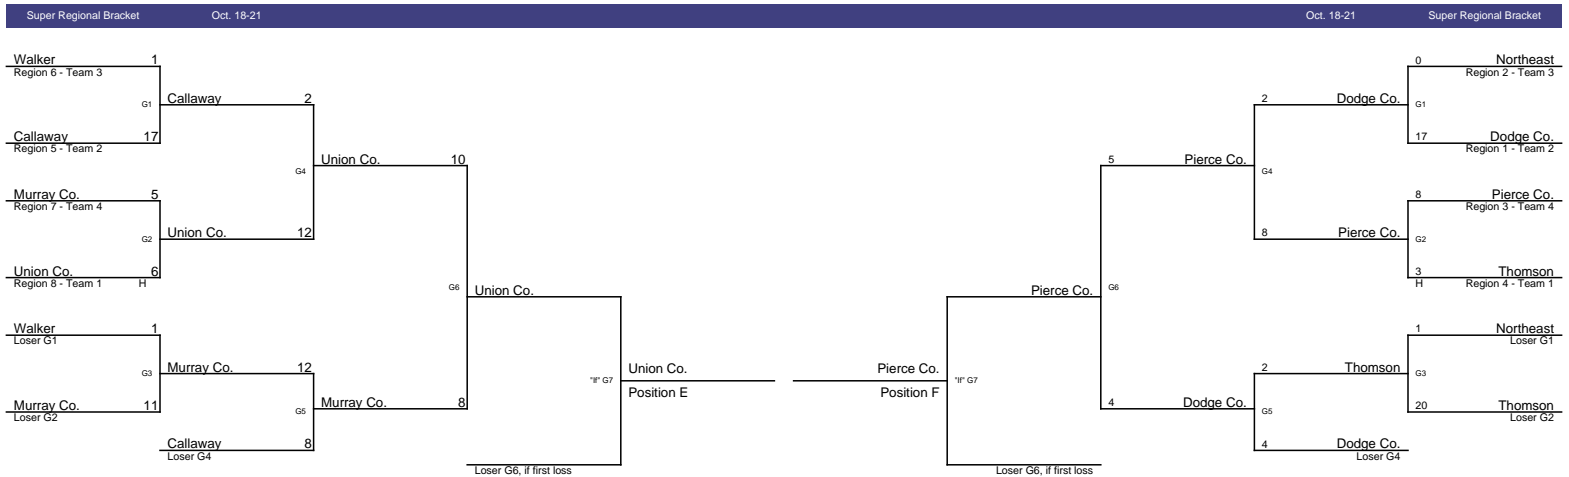 Super Regional Bracket Oct. 18-21 Oct. 18-21 Super Regional Bracket
Walker 1
Region 6 - Team 3
G1 Callaway 2
Callaway 17
Region 5 - Team 2
G4 Union Co. 10
Murray Co. 5
Region 7 - Team 4
G2 Union Co. 12
Union Co. 6
Region 8 - Team 1 H
G6 Union Co.
Walker 1
Loser G1
G3 Murray Co. 12
Murray Co. 11
Loser G2
G5 Murray Co. 8
Callaway 8
Loser G4
Loser G6, if first loss
"If" G7 Union Co.
Position E
0 Northeast
Region 2 - Team 3
2 Dodge Co. G1
17 Dodge Co.
Region 1 - Team 2
5 Pierce Co. G4
8 Pierce Co.
Region 3 - Team 4
8 Pierce Co. G2
3 Thomson
H Region 4 - Team 1
Pierce Co. G6
1 Northeast
Loser G1
2 Thomson G3
20 Thomson
Loser G2
4 Dodge Co. G5
4 Dodge Co.
Loser G4
Loser G6, if first loss
Pierce Co. "If" G7
Position F